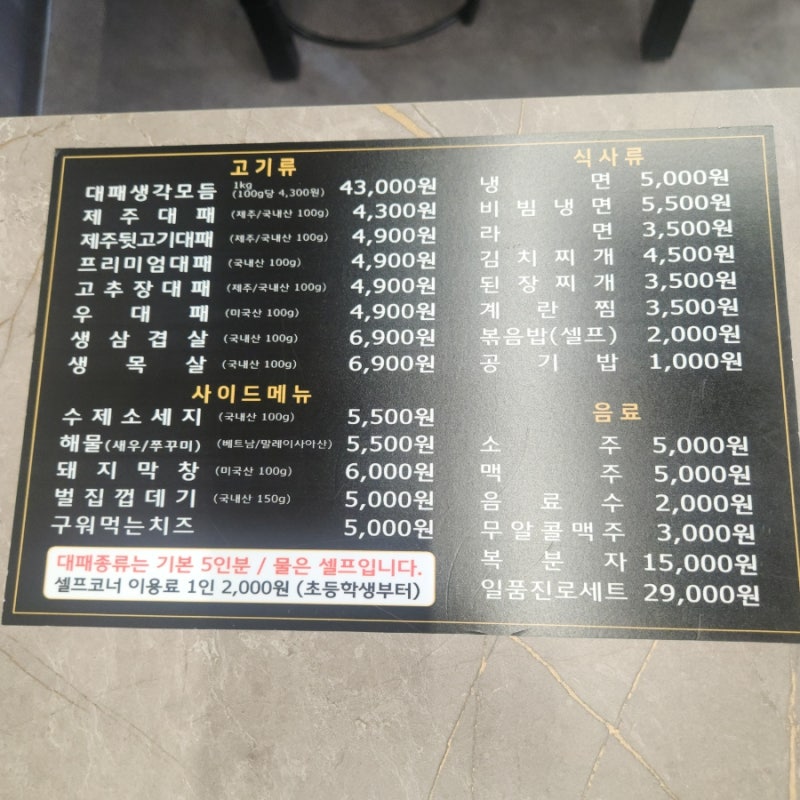 고기류
대패생각모듬 1kg (100g당 4,300원) 43,000원
제주대패 (제주/국내산 100g) 4,300원
제주뒷고기대패 (제주/국내산 100g) 4,900원
프리미엄대패 (국내산 100g) 4,900원
고추장대패 (제주/국내산 100g) 4,900원
우대패 (미국산 100g) 4,900원
생삼겹살 (국내산 100g) 6,900원
생목살 (국내산 100g) 6,900원
사이드메뉴
수제소세지 (국내산 100g) 5,500원
해물(새우/쭈꾸미) (베트남/말레이시아산) 5,500원
돼지막창 (미국산 100g) 6,000원
벌집껍데기 (국내산 150g) 5,000원
구워먹는치즈 5,000원
대패종류는 기본 5인분 / 물은 셀프입니다.
셀프코너 이용료 1인 2,000원 (초등학생부터)
식사류
냉면 5,000원
비빔냉면 5,500원
라면 3,500원
김치찌개 4,500원
된장찌개 3,500원
계란찜 3,500원
볶음밥(셀프) 2,000원
공기밥 1,000원
음료
소주 5,000원
맥주 5,000원
음료수 2,000원
무알콜맥주 3,000원
복분자 15,000원
일품진로세트 29,000원